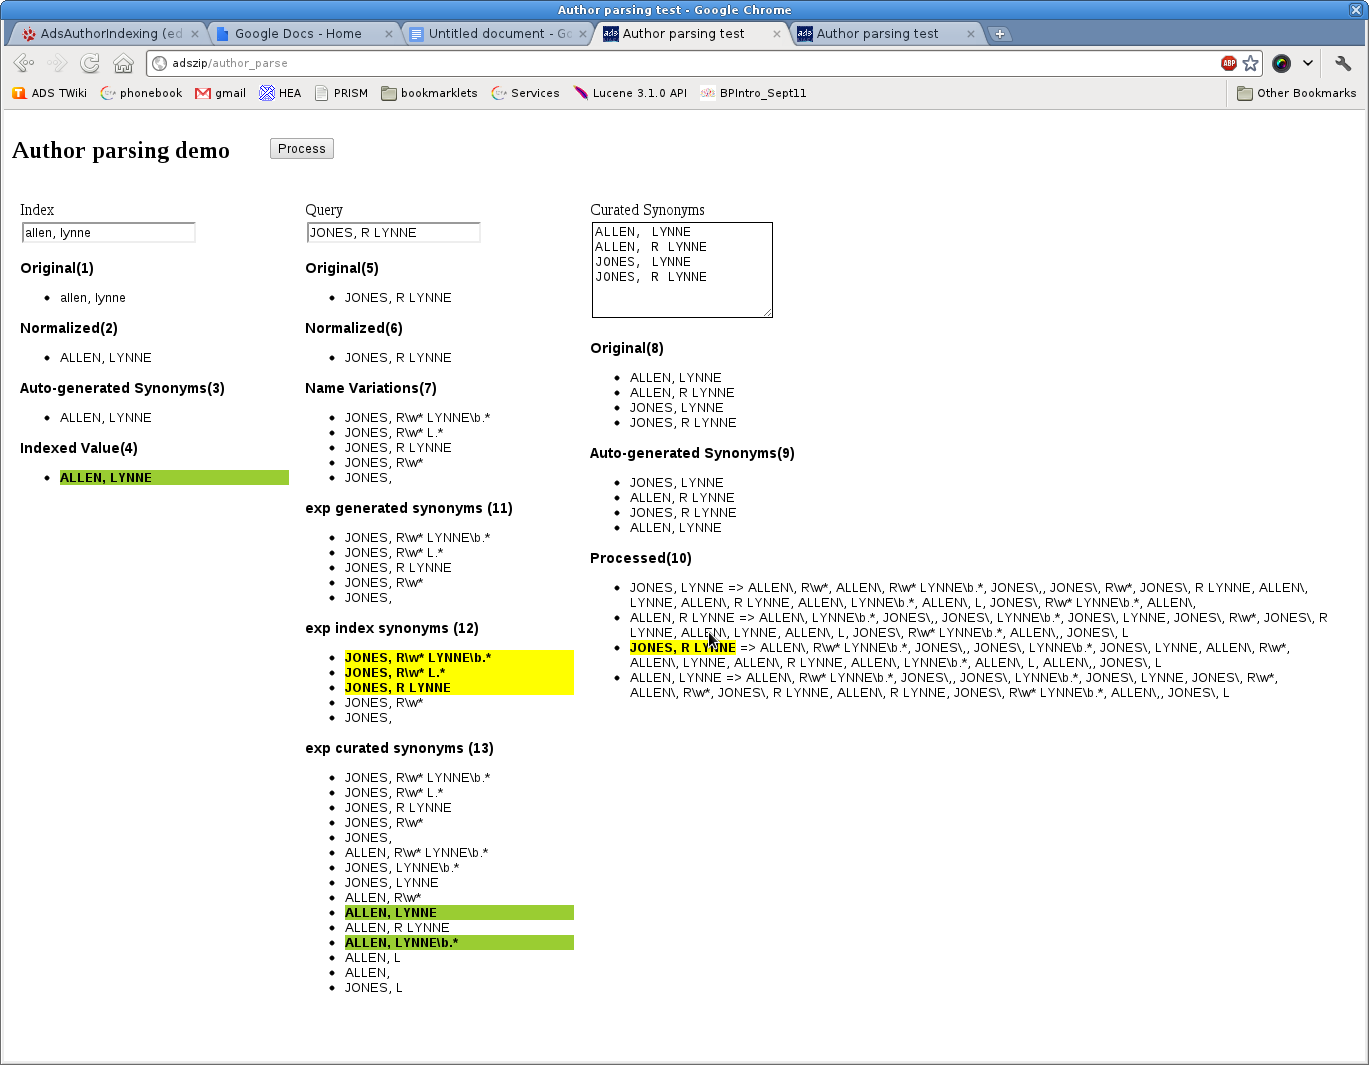 Author parsing test - Google Chrome
AdsAuthorIndexing (ed
Google Docs - Home
Untitled document - Go
Author parsing test
Author parsing test
adszip/author_parse
ABP
ADS TWiki
phonebook
gmail
HEA
PRISM
bookmarklets
Services
Lucene 3.1.0 API
BPIntro_Sept11
Other Bookmarks
Author parsing demo
Process
Index
allen, lynne
Original(1)
allen, lynne
Normalized(2)
ALLEN, LYNNE
Auto-generated Synonyms(3)
ALLEN, LYNNE
Indexed Value(4)
ALLEN, LYNNE
Query
JONES, R LYNNE
Original(5)
JONES, R LYNNE
Normalized(6)
JONES, R LYNNE
Name Variations(7)
JONES, R\w* LYNNE\b.*
JONES, R\w* L.*
JONES, R LYNNE
JONES, R\w*
JONES,
exp generated synonyms (11)
JONES, R\w* LYNNE\b.*
JONES, R\w* L.*
JONES, R LYNNE
JONES, R\w*
JONES,
exp index synonyms (12)
JONES, R\w* LYNNE\b.*
JONES, R\w* L.*
JONES, R LYNNE
JONES, R\w*
JONES,
exp curated synonyms (13)
JONES, R\w* LYNNE\b.*
JONES, R\w* L.*
JONES, R LYNNE
JONES, R\w*
JONES,
ALLEN, R\w* LYNNE\b.*
JONES, LYNNE\b.*
JONES, LYNNE
ALLEN, R\w*
ALLEN, LYNNE
ALLEN, R LYNNE
ALLEN, LYNNE\b.*
ALLEN, L
ALLEN,
JONES, L
Curated Synonyms
ALLEN, LYNNE
ALLEN, R LYNNE
JONES, LYNNE
JONES, R LYNNE
Original(8)
ALLEN, LYNNE
ALLEN, R LYNNE
JONES, LYNNE
JONES, R LYNNE
Auto-generated Synonyms(9)
JONES, LYNNE
ALLEN, R LYNNE
JONES, R LYNNE
ALLEN, LYNNE
Processed(10)
JONES, LYNNE => ALLEN\, R\w*, ALLEN\, R\w* LYNNE\b.*, JONES\,, JONES\, R\w*, JONES\, R LYNNE, ALLEN\,
LYNNE, ALLEN\, R LYNNE, ALLEN\, LYNNE\b.*, ALLEN\, L, JONES\, R\w* LYNNE\b.*, ALLEN\,
ALLEN, R LYNNE => ALLEN\, LYNNE\b.*, JONES\,, JONES\, LYNNE\b.*, JONES\, LYNNE, JONES\, R\w*, JONES\, R
LYNNE, ALLEN\, LYNNE, ALLEN\, L, JONES\, R\w* LYNNE\b.*, ALLEN\,, JONES\, L
JONES, R LYNNE => ALLEN\, R\w* LYNNE\b.*, JONES\,, JONES\, LYNNE\b.*, JONES\, LYNNE, ALLEN\, R\w*,
ALLEN\, LYNNE, ALLEN\, R LYNNE, ALLEN\, LYNNE\b.*, ALLEN\, L, ALLEN\,, JONES\, L
ALLEN, LYNNE => ALLEN\, R\w* LYNNE\b.*, JONES\,, JONES\, LYNNE\b.*, JONES\, LYNNE, JONES\, R\w*,
ALLEN\, R\w*, JONES\, R LYNNE, ALLEN\, R LYNNE, JONES\, R\w* LYNNE\b.*, ALLEN\,, JONES\, L